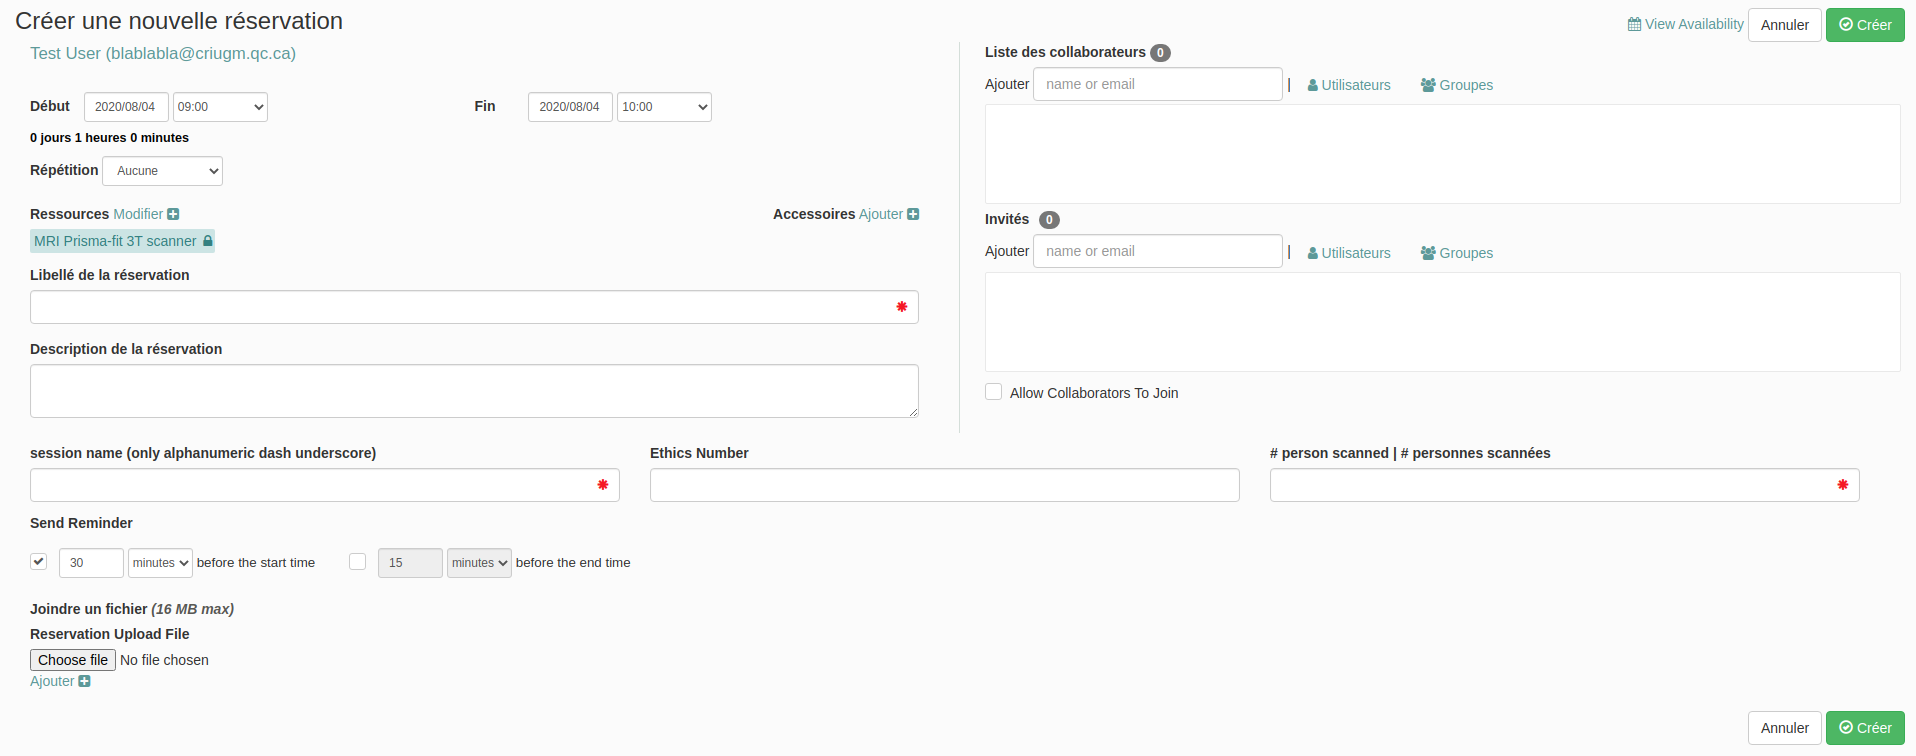 Créer une nouvelle réservation
View Availability Annuler Créer
Test User (blablabla@criugm.qc.ca)
Début 2020/08/04 09:00 Fin 2020/08/04 10:00
0 jours 1 heures 0 minutes
Répétition Aucune
Ressources Modifier Accessoires Ajouter
MRI Prisma-fit 3T scanner
Libellé de la réservation
Description de la réservation
Liste des collaborateurs 0
Ajouter name or email | Utilisateurs Groupes
Invités 0
Ajouter name or email | Utilisateurs Groupes
Allow Collaborators To Join
session name (only alphanumeric dash underscore) Ethics Number # person scanned | # personnes scannées
Send Reminder
30 minutes before the start time 15 minutes before the end time
Joindre un fichier (16 MB max)
Reservation Upload File
Choose file No file chosen
Ajouter
Annuler Créer